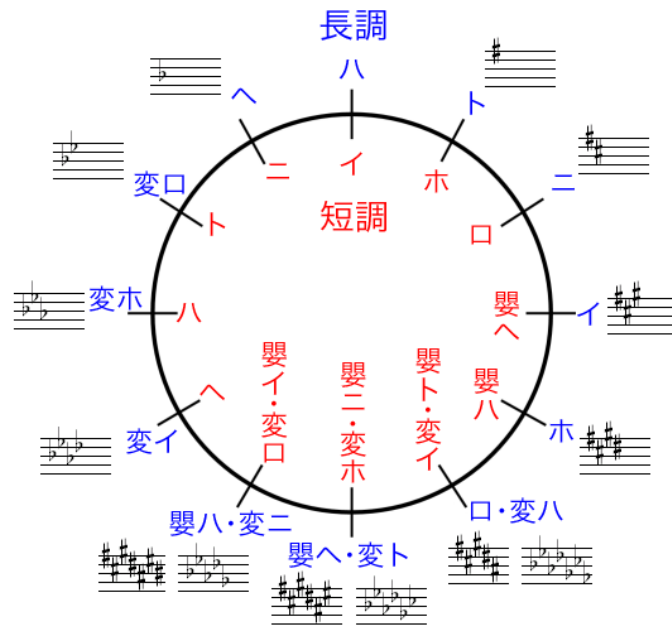 長調
ハ
ト
ニ
イ
ホ
ロ・変ハ
嬰ヘ・変ト
嬰ハ・変ニ
変イ
変ホ
変ロ
ヘ
短調
イ
ホ
ロ
嬰ヘ
嬰ハ
嬰ト・変イ
嬰ニ・変ホ
嬰イ・変ロ
ヘ
ハ
ト
ニ